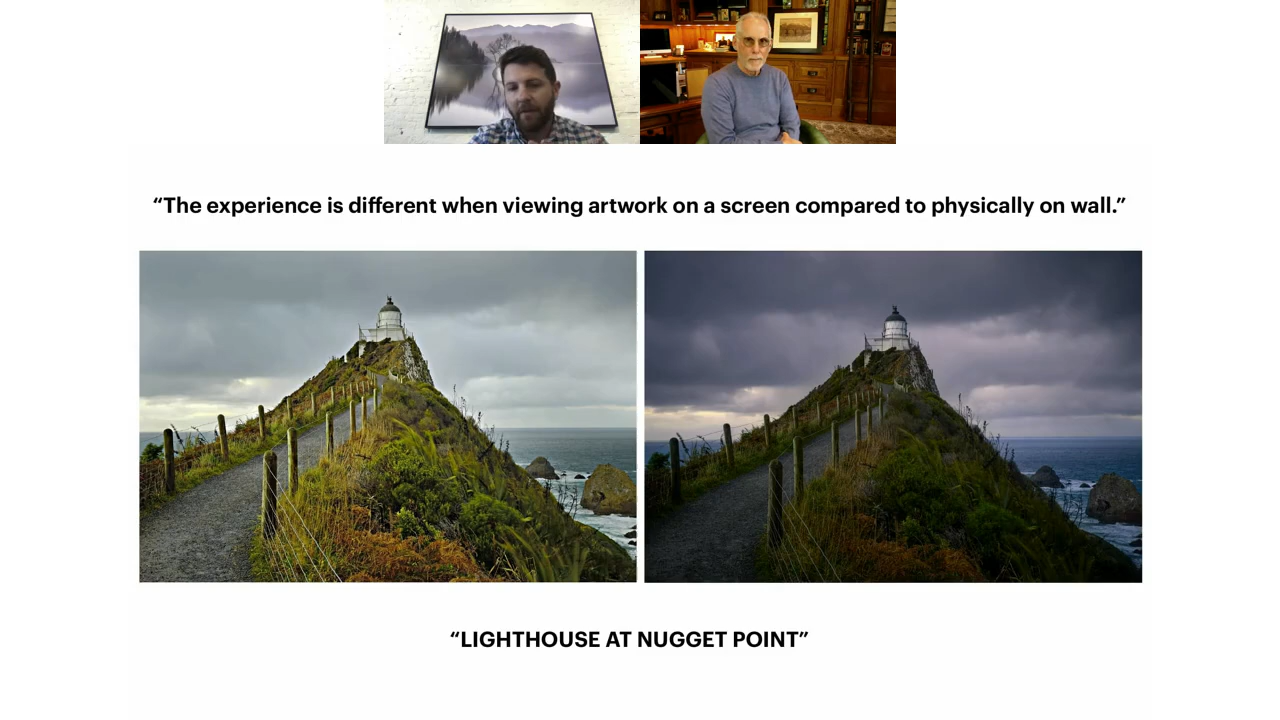 “The experience is different when viewing artwork on a screen compared to physically on wall.”
“LIGHTHOUSE AT NUGGET POINT”